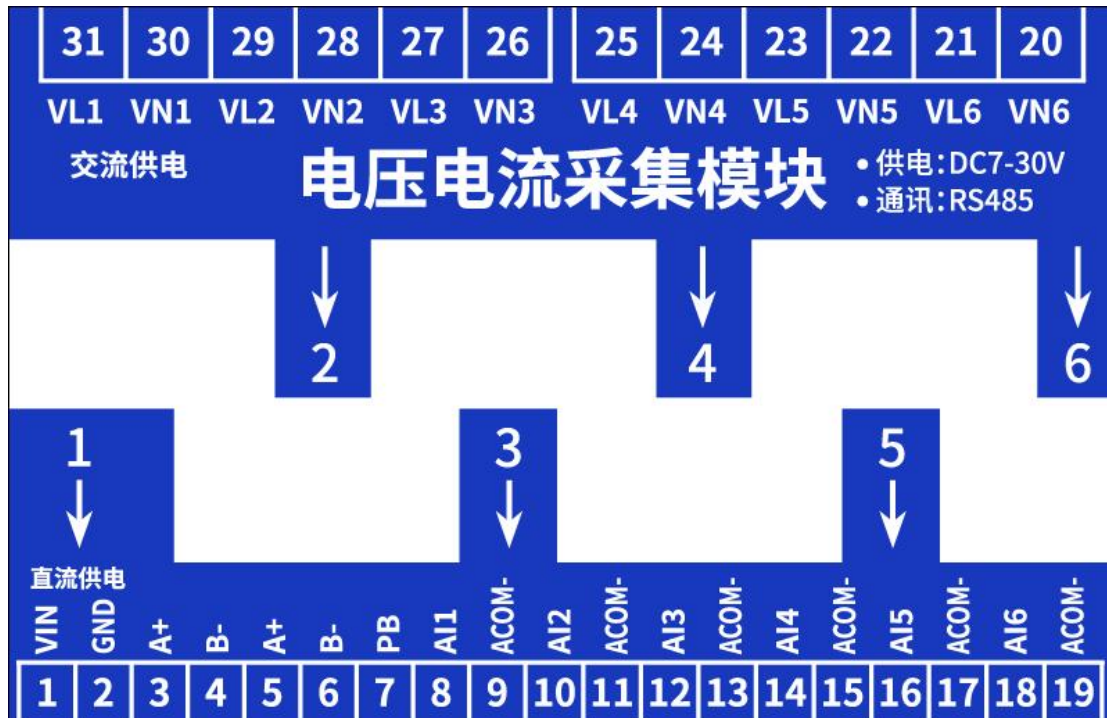 31 30 29 28 27 26 25 24 23 22 21 20
VL1 VN1 VL2 VN2 VL3 VN3 VL4 VN4 VL5 VN5 VL6 VN6
交流供电
电压电流采集模块
• 供电:DC7-30V
• 通讯:RS485
2 4 6
1 3 5
直流供电
VIN GND A+ B- A+ B- PB AI1 ACOM- AI2 ACOM- AI3 ACOM- AI4 ACOM- AI5 ACOM- AI6 ACOM-
1 2 3 4 5 6 7 8 9 10 11 12 13 14 15 16 17 18 19